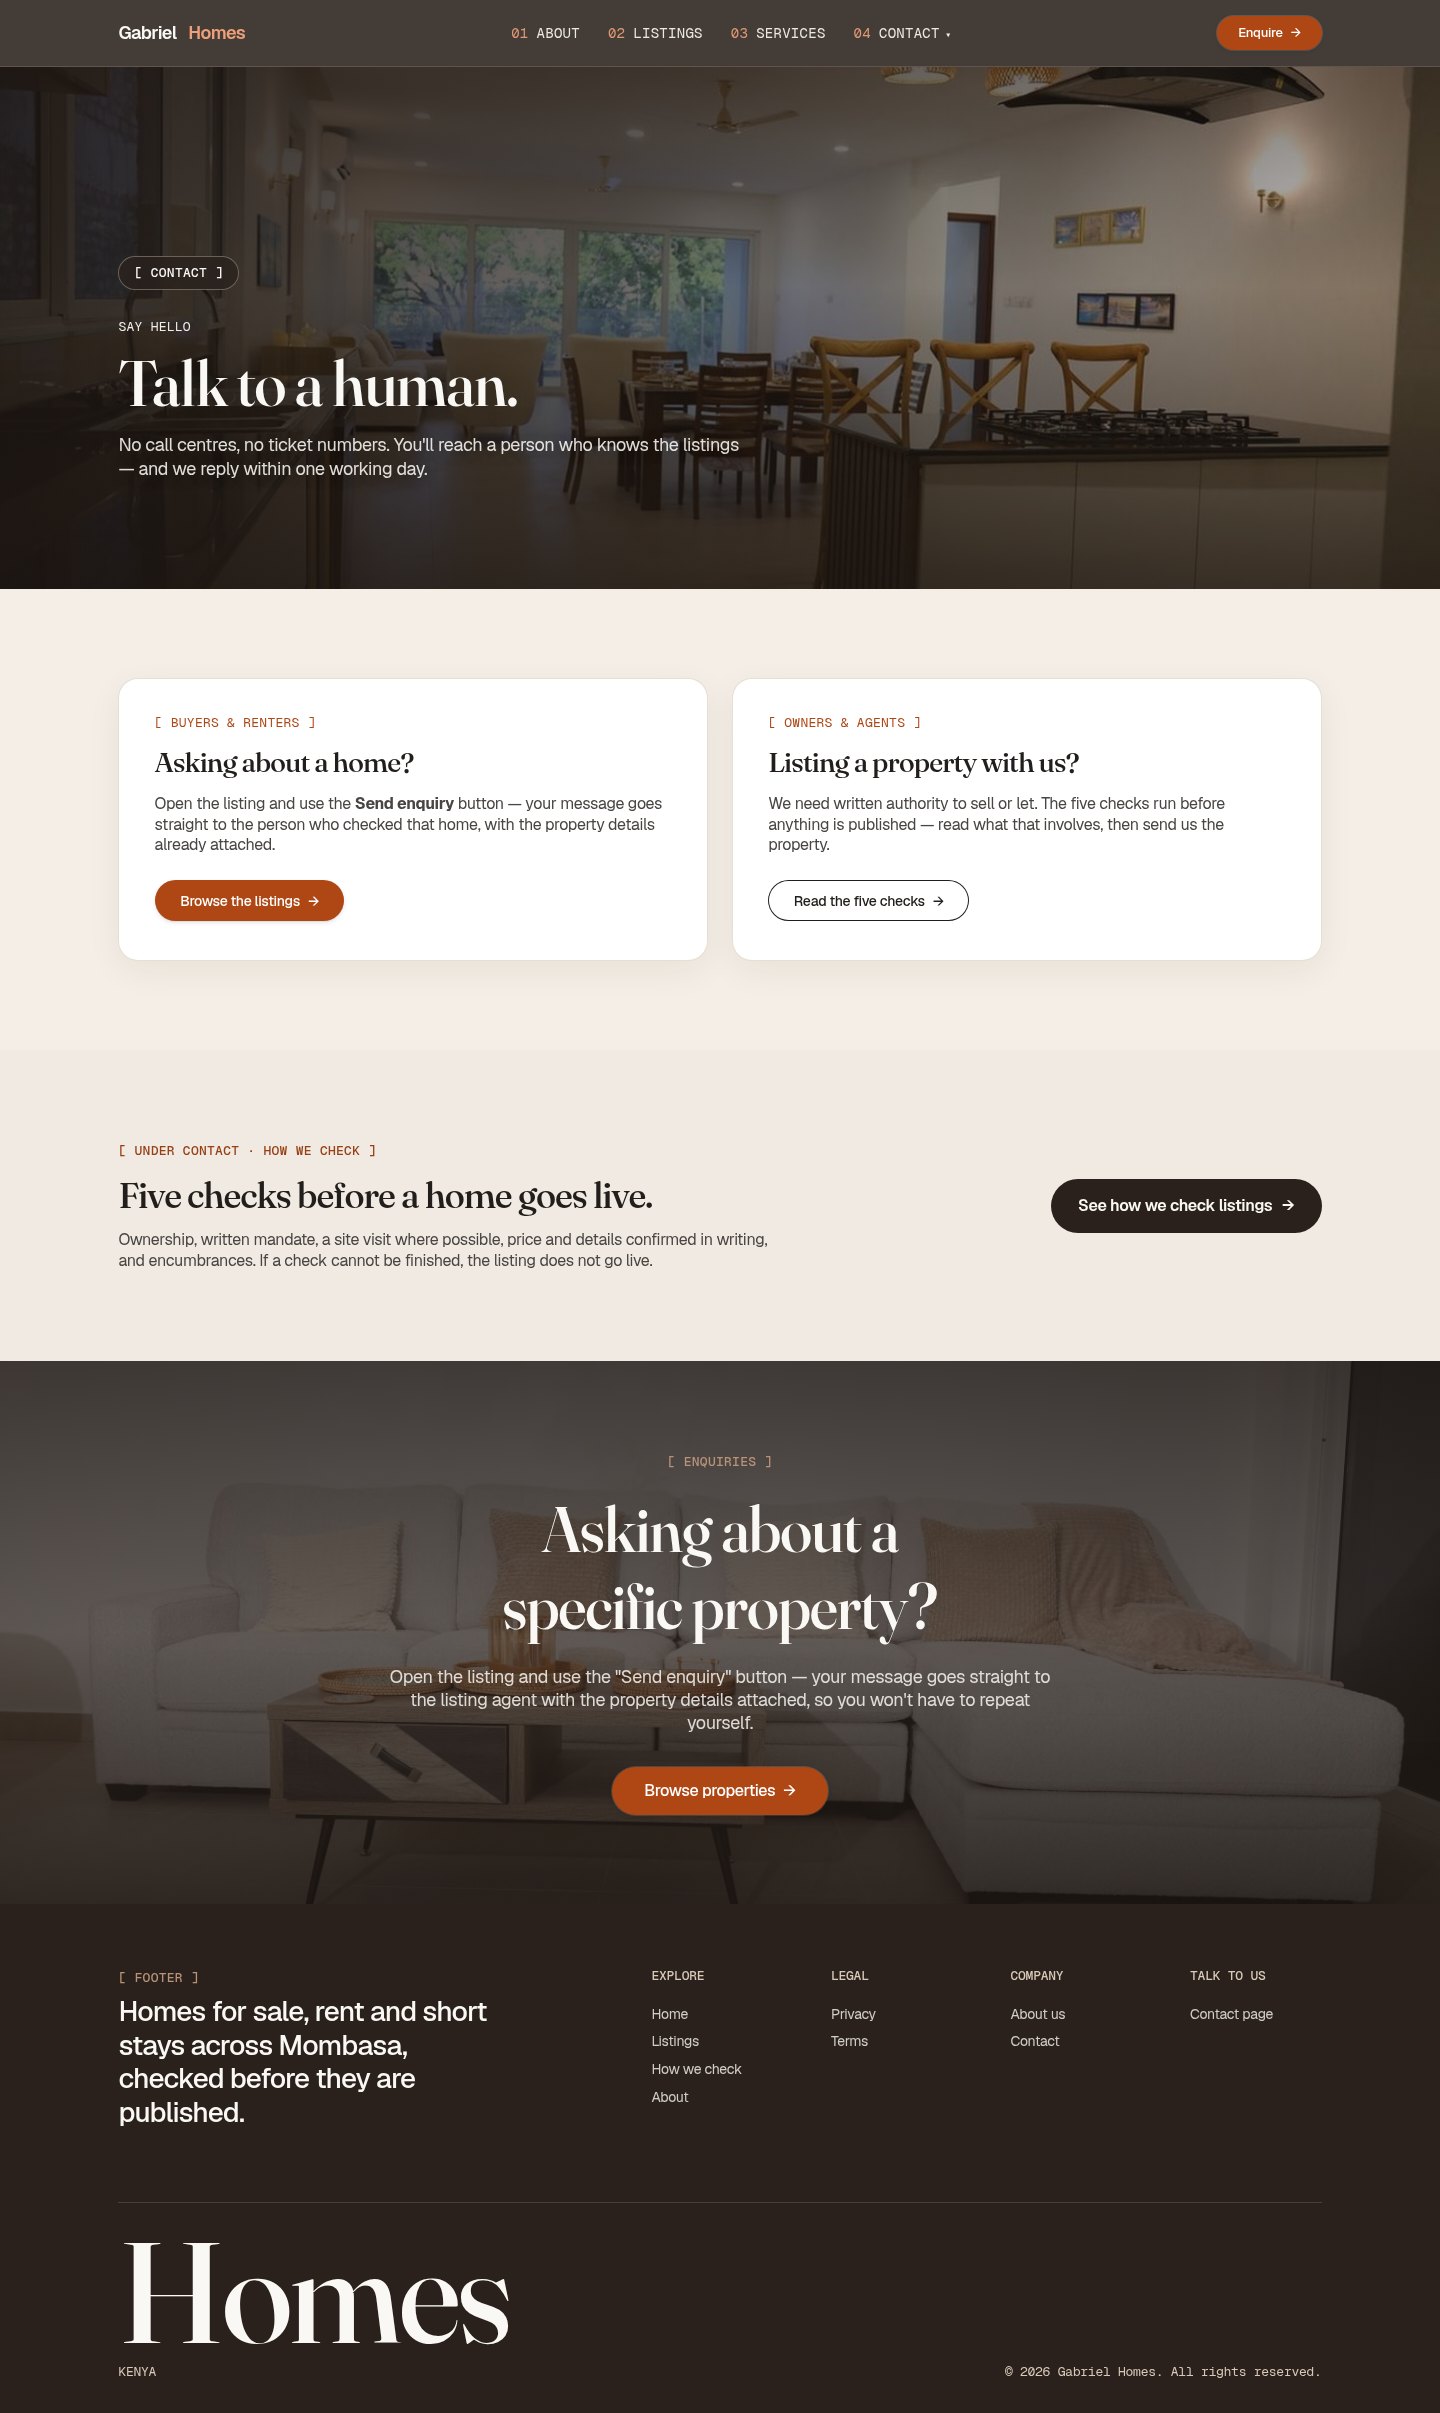 Gabriel Homes
01 ABOUT
02 LISTINGS
03 SERVICES
04 CONTACT ▾
Enquire →
[ CONTACT ]
SAY HELLO
Talk to a human.
No call centres, no ticket numbers. You'll reach a person who knows the listings
— and we reply within one working day.
[ BUYERS & RENTERS ]
Asking about a home?
Open the listing and use the Send enquiry button — your message goes
straight to the person who checked that home, with the property details
already attached.
Browse the listings →
[ OWNERS & AGENTS ]
Listing a property with us?
We need written authority to sell or let. The five checks run before
anything is published — read what that involves, then send us the
property.
Read the five checks →
[ UNDER CONTACT · HOW WE CHECK ]
Five checks before a home goes live.
Ownership, written mandate, a site visit where possible, price and details confirmed in writing,
and encumbrances. If a check cannot be finished, the listing does not go live.
See how we check listings →
[ ENQUIRIES ]
Asking about a
specific property?
Open the listing and use the "Send enquiry" button — your message goes straight to
the listing agent with the property details attached, so you won't have to repeat
yourself.
Browse properties →
[ FOOTER ]
Homes for sale, rent and short
stays across Mombasa,
checked before they are
published.
EXPLORE
Home
Listings
How we check
About
LEGAL
Privacy
Terms
COMPANY
About us
Contact
TALK TO US
Contact page
Homes
KENYA
© 2026 Gabriel Homes. All rights reserved.